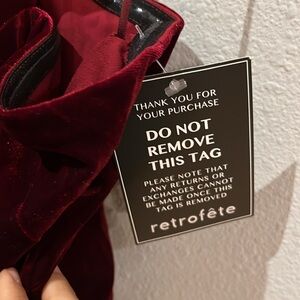 THANK YOU FOR
YOUR PURCHASE
DO NOT
REMOVE
THIS TAG
PLEASE NOTE THAT
ANY RETURNS OR
EXCHANGES CANNOT
BE MADE ONCE THIS
TAG IS REMOVED
retrofête